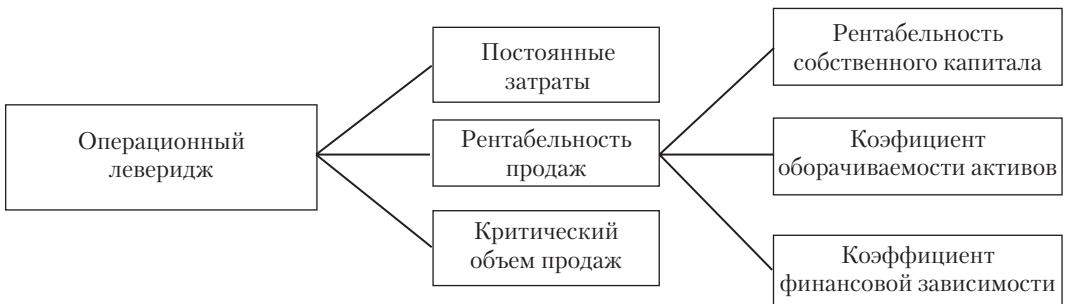 Операционный
леверидж
Постоянные
затраты
Рентабельность
продаж
Критический
объем продаж
Рентабельность
собственного капитала
Коэфициент
оборачиваемости активов
Коэффициент
финансовой зависимости